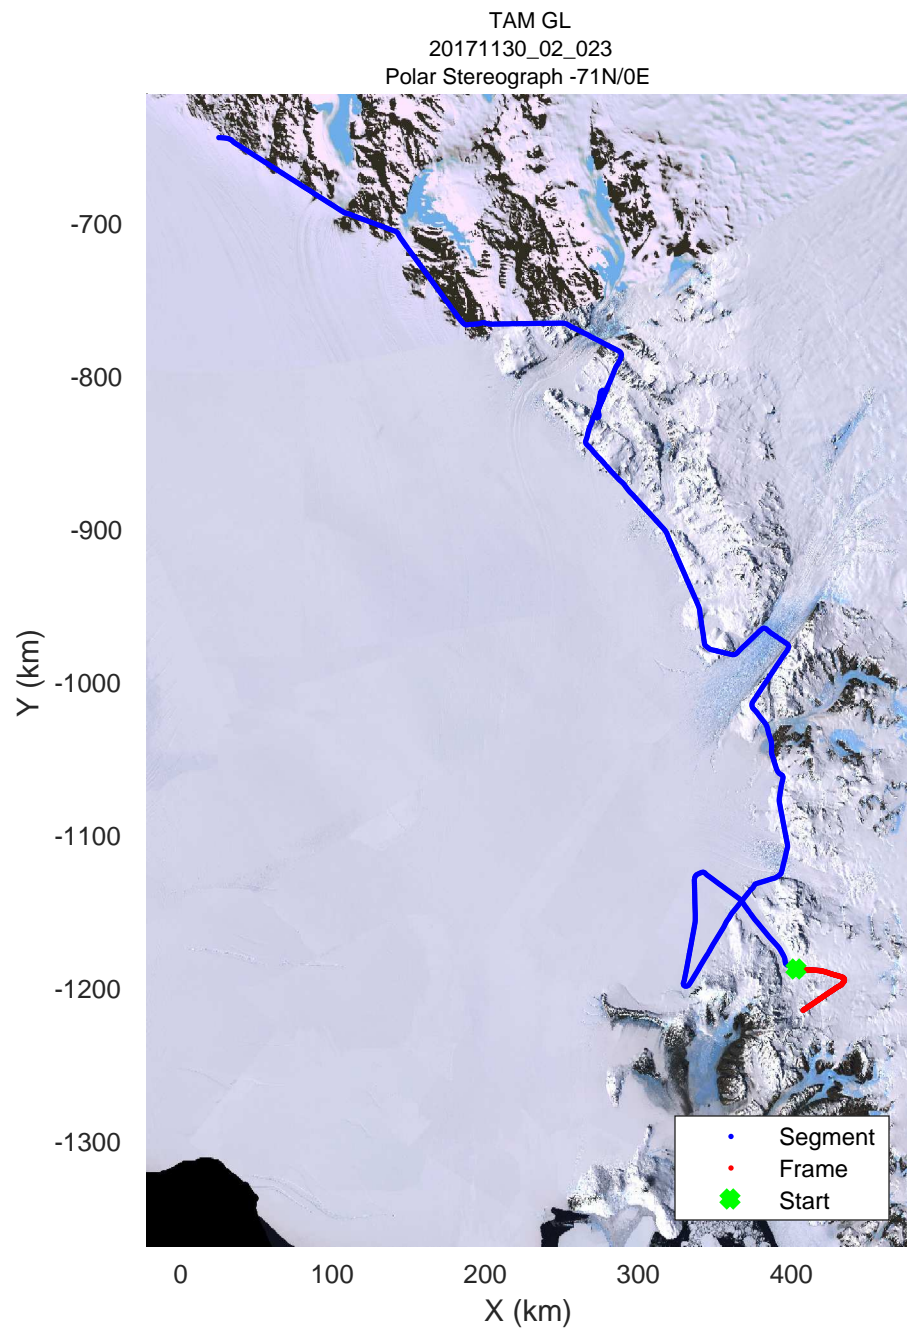 TAM GL
20171130_02_023
Polar Stereograph -71N/0E
-700
-800
-900
-1000
-1100
-1200
-1300
Y (km)
0
100
200
300
400
X (km)
Segment
Frame
Start